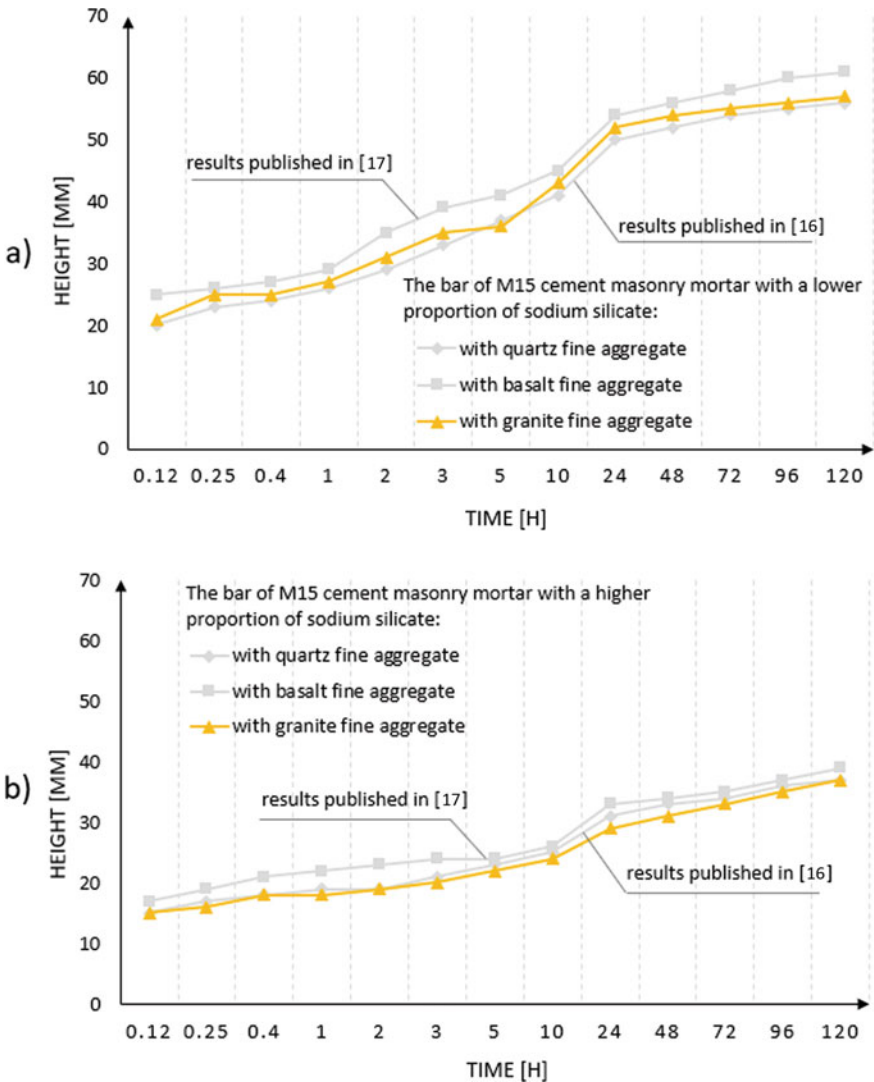 a)
HEIGHT [MM]
70
60
50
40
30
20
10
0
results published in [17]
results published in [16]
The bar of M15 cement masonry mortar with a lower
proportion of sodium silicate:
with quartz fine aggregate
with basalt fine aggregate
with granite fine aggregate
0.12 0.25 0.4 1 2 3 5 10 24 48 72 96 120
TIME [H]
b)
HEIGHT [MM]
70
60
50
40
30
20
10
0
The bar of M15 cement masonry mortar with a higher
proportion of sodium silicate:
with quartz fine aggregate
with basalt fine aggregate
with granite fine aggregate
results published in [17]
results published in [16]
0.12 0.25 0.4 1 2 3 5 10 24 48 72 96 120
TIME [H]